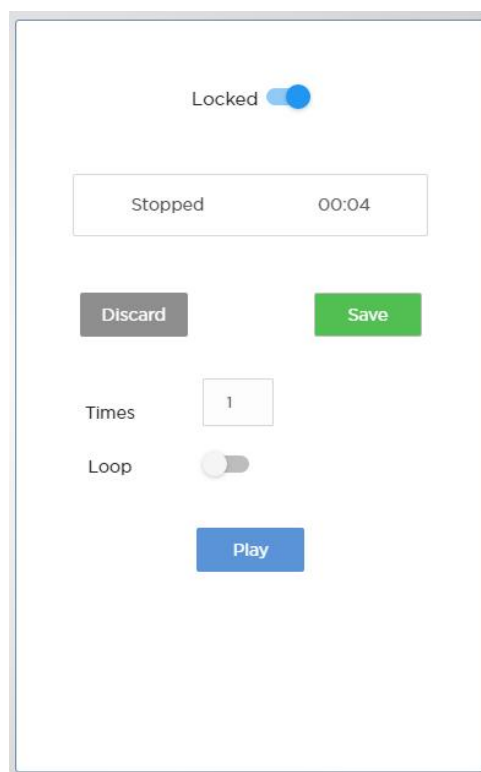 Locked
Stopped 00:04
Discard Save
Times 1
Loop
Play